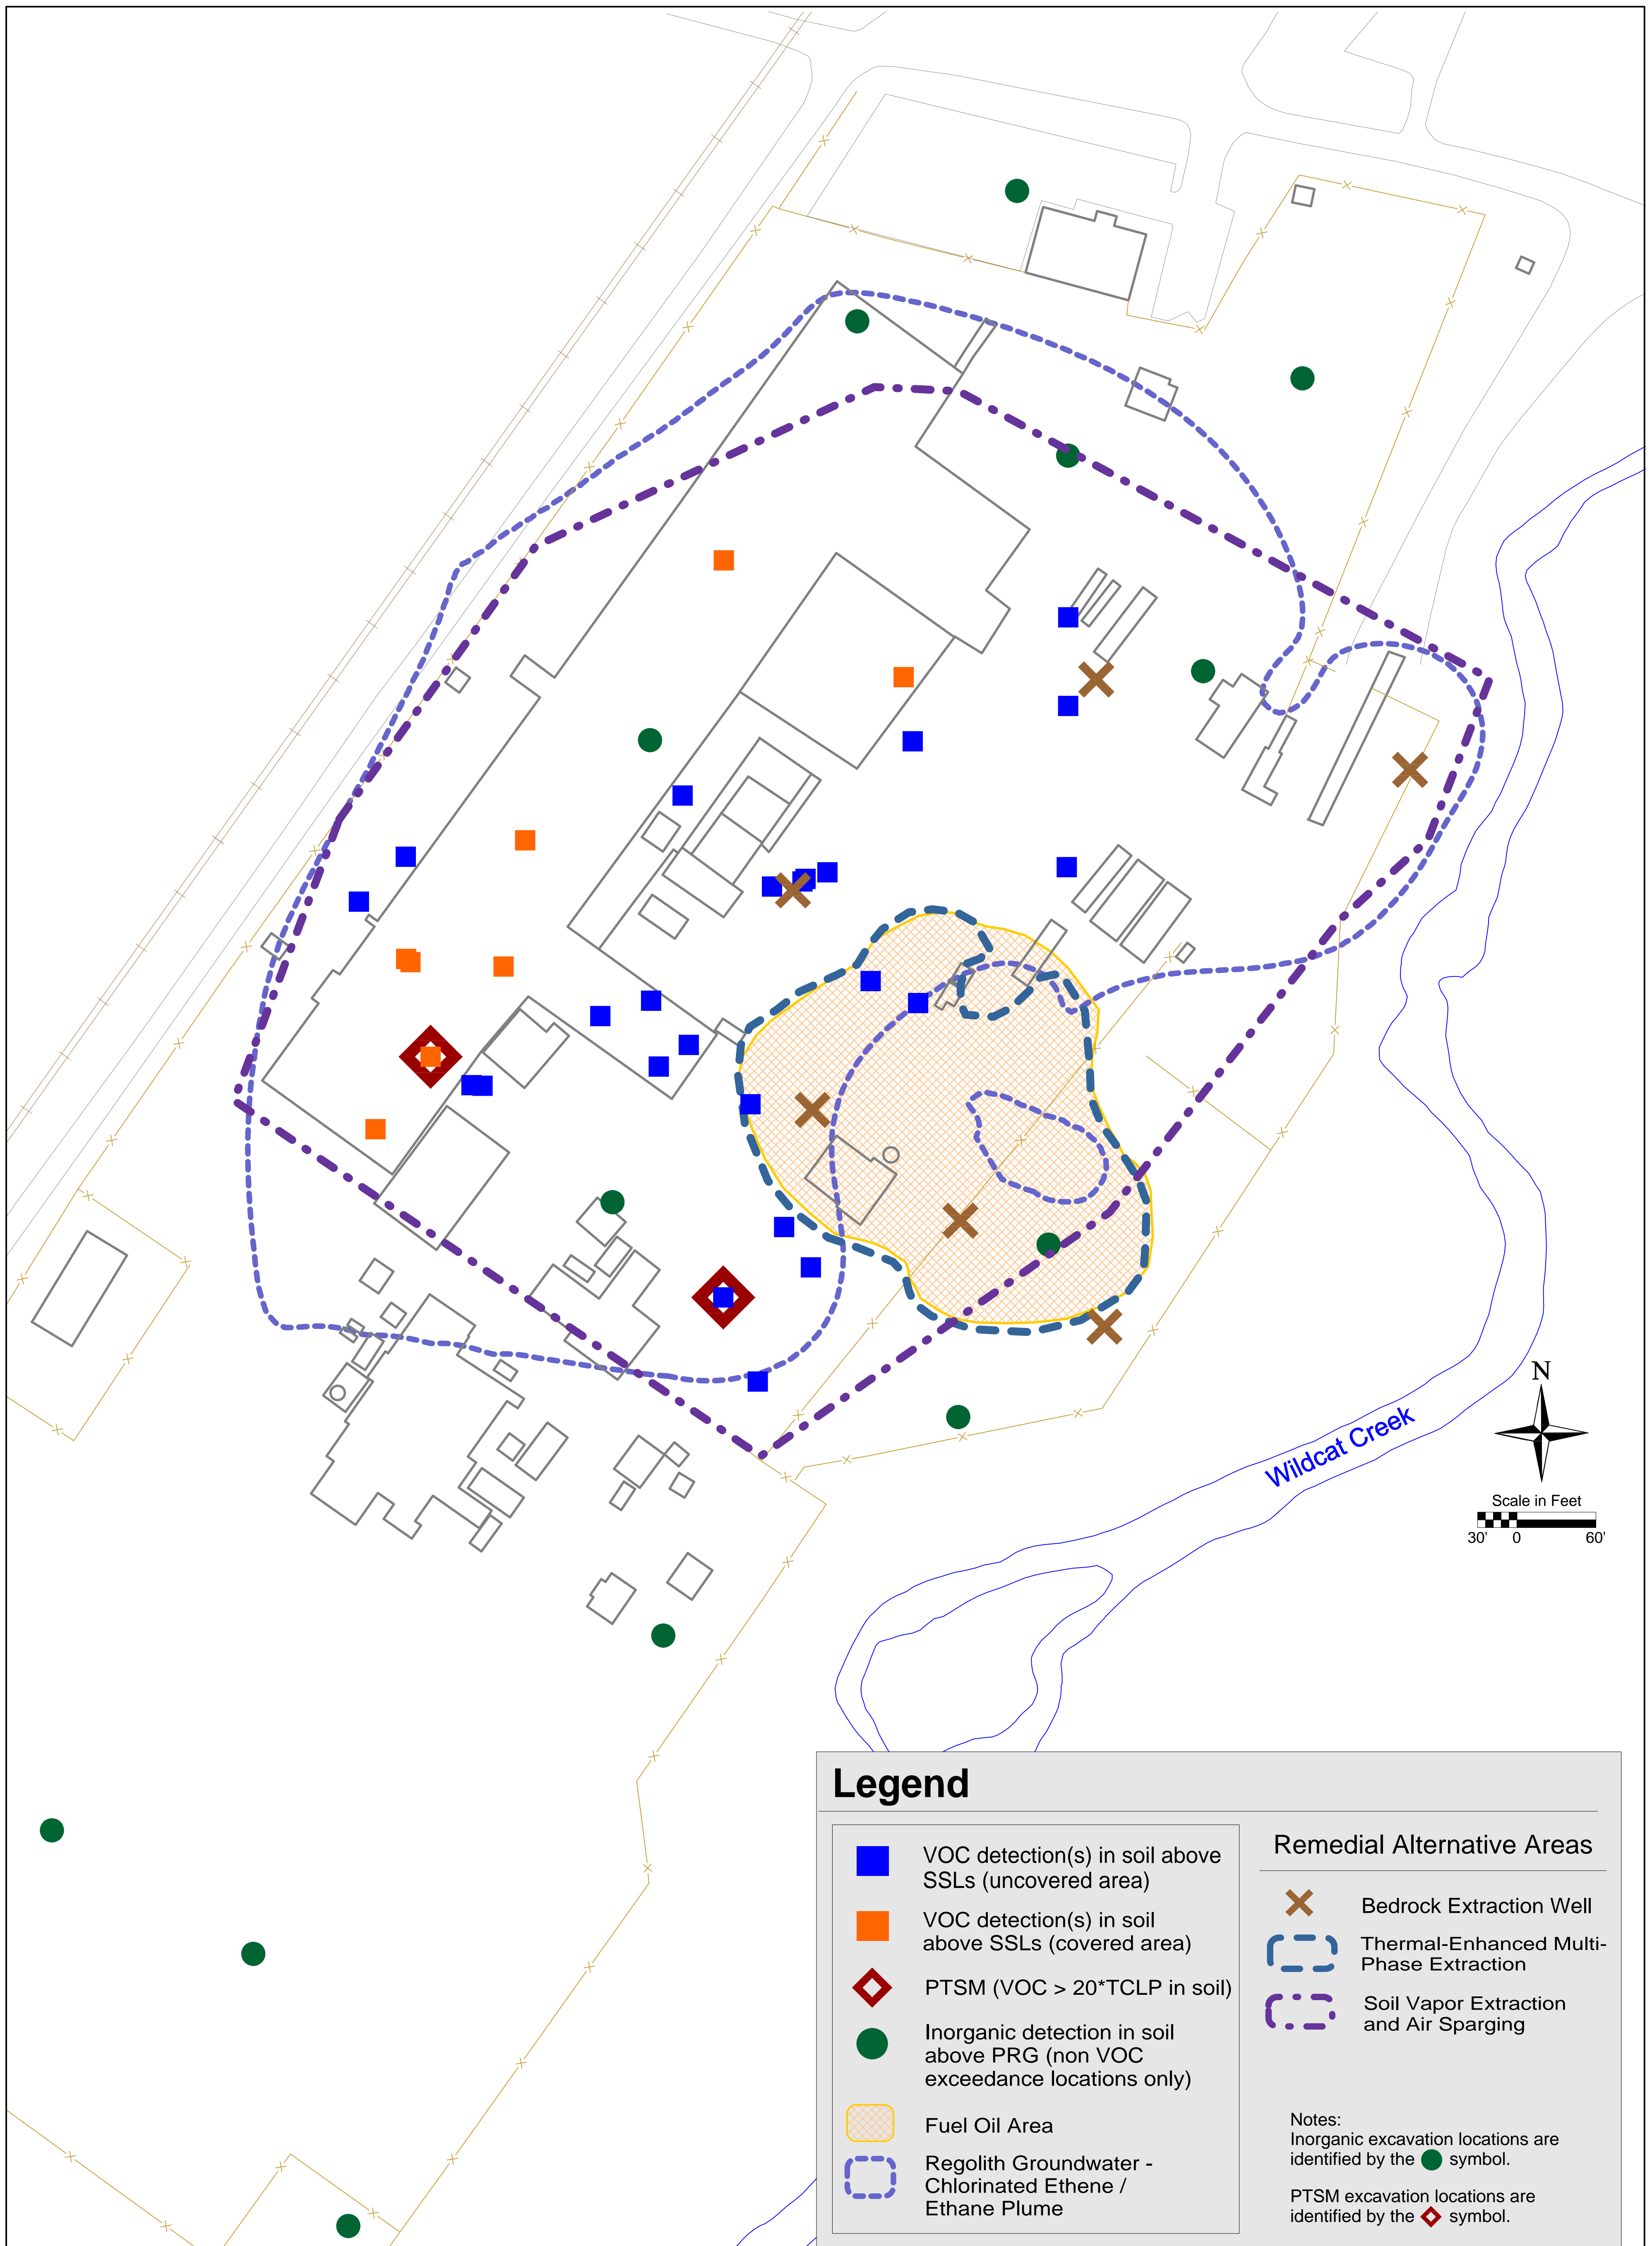 Wildcat Creek
N
Scale in Feet
30' 0 60'
Legend
VOC detection(s) in soil above
SSLs (uncovered area)
VOC detection(s) in soil
above SSLs (covered area)
PTSM (VOC > 20*TCLP in soil)
Inorganic detection in soil
above PRG (non VOC
exceedance locations only)
Fuel Oil Area
Regolith Groundwater -
Chlorinated Ethene /
Ethane Plume
Remedial Alternative Areas
Bedrock Extraction Well
Thermal-Enhanced Multi-
Phase Extraction
Soil Vapor Extraction
and Air Sparging
Notes:
Inorganic excavation locations are
identified by the symbol.
PTSM excavation locations are
identified by the symbol.